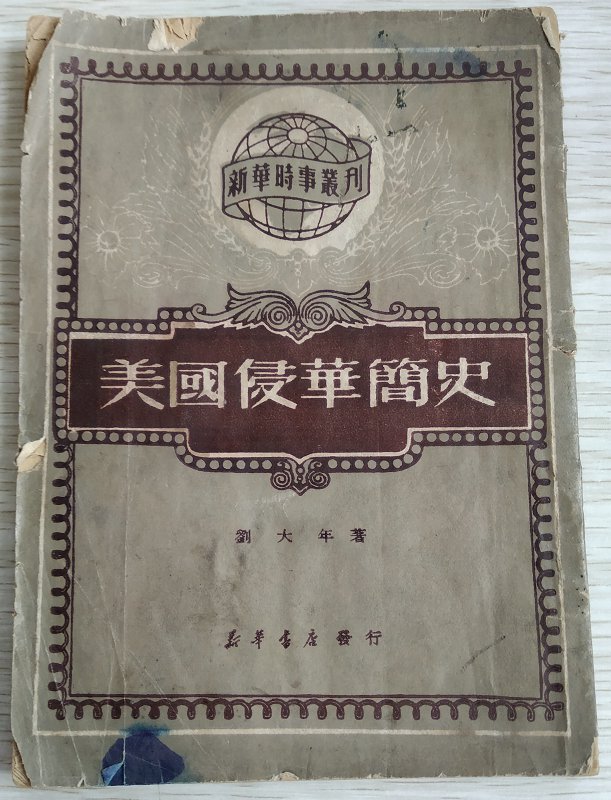 新華時事叢刊
美國侵華簡史
劉大年著
新華書店發行